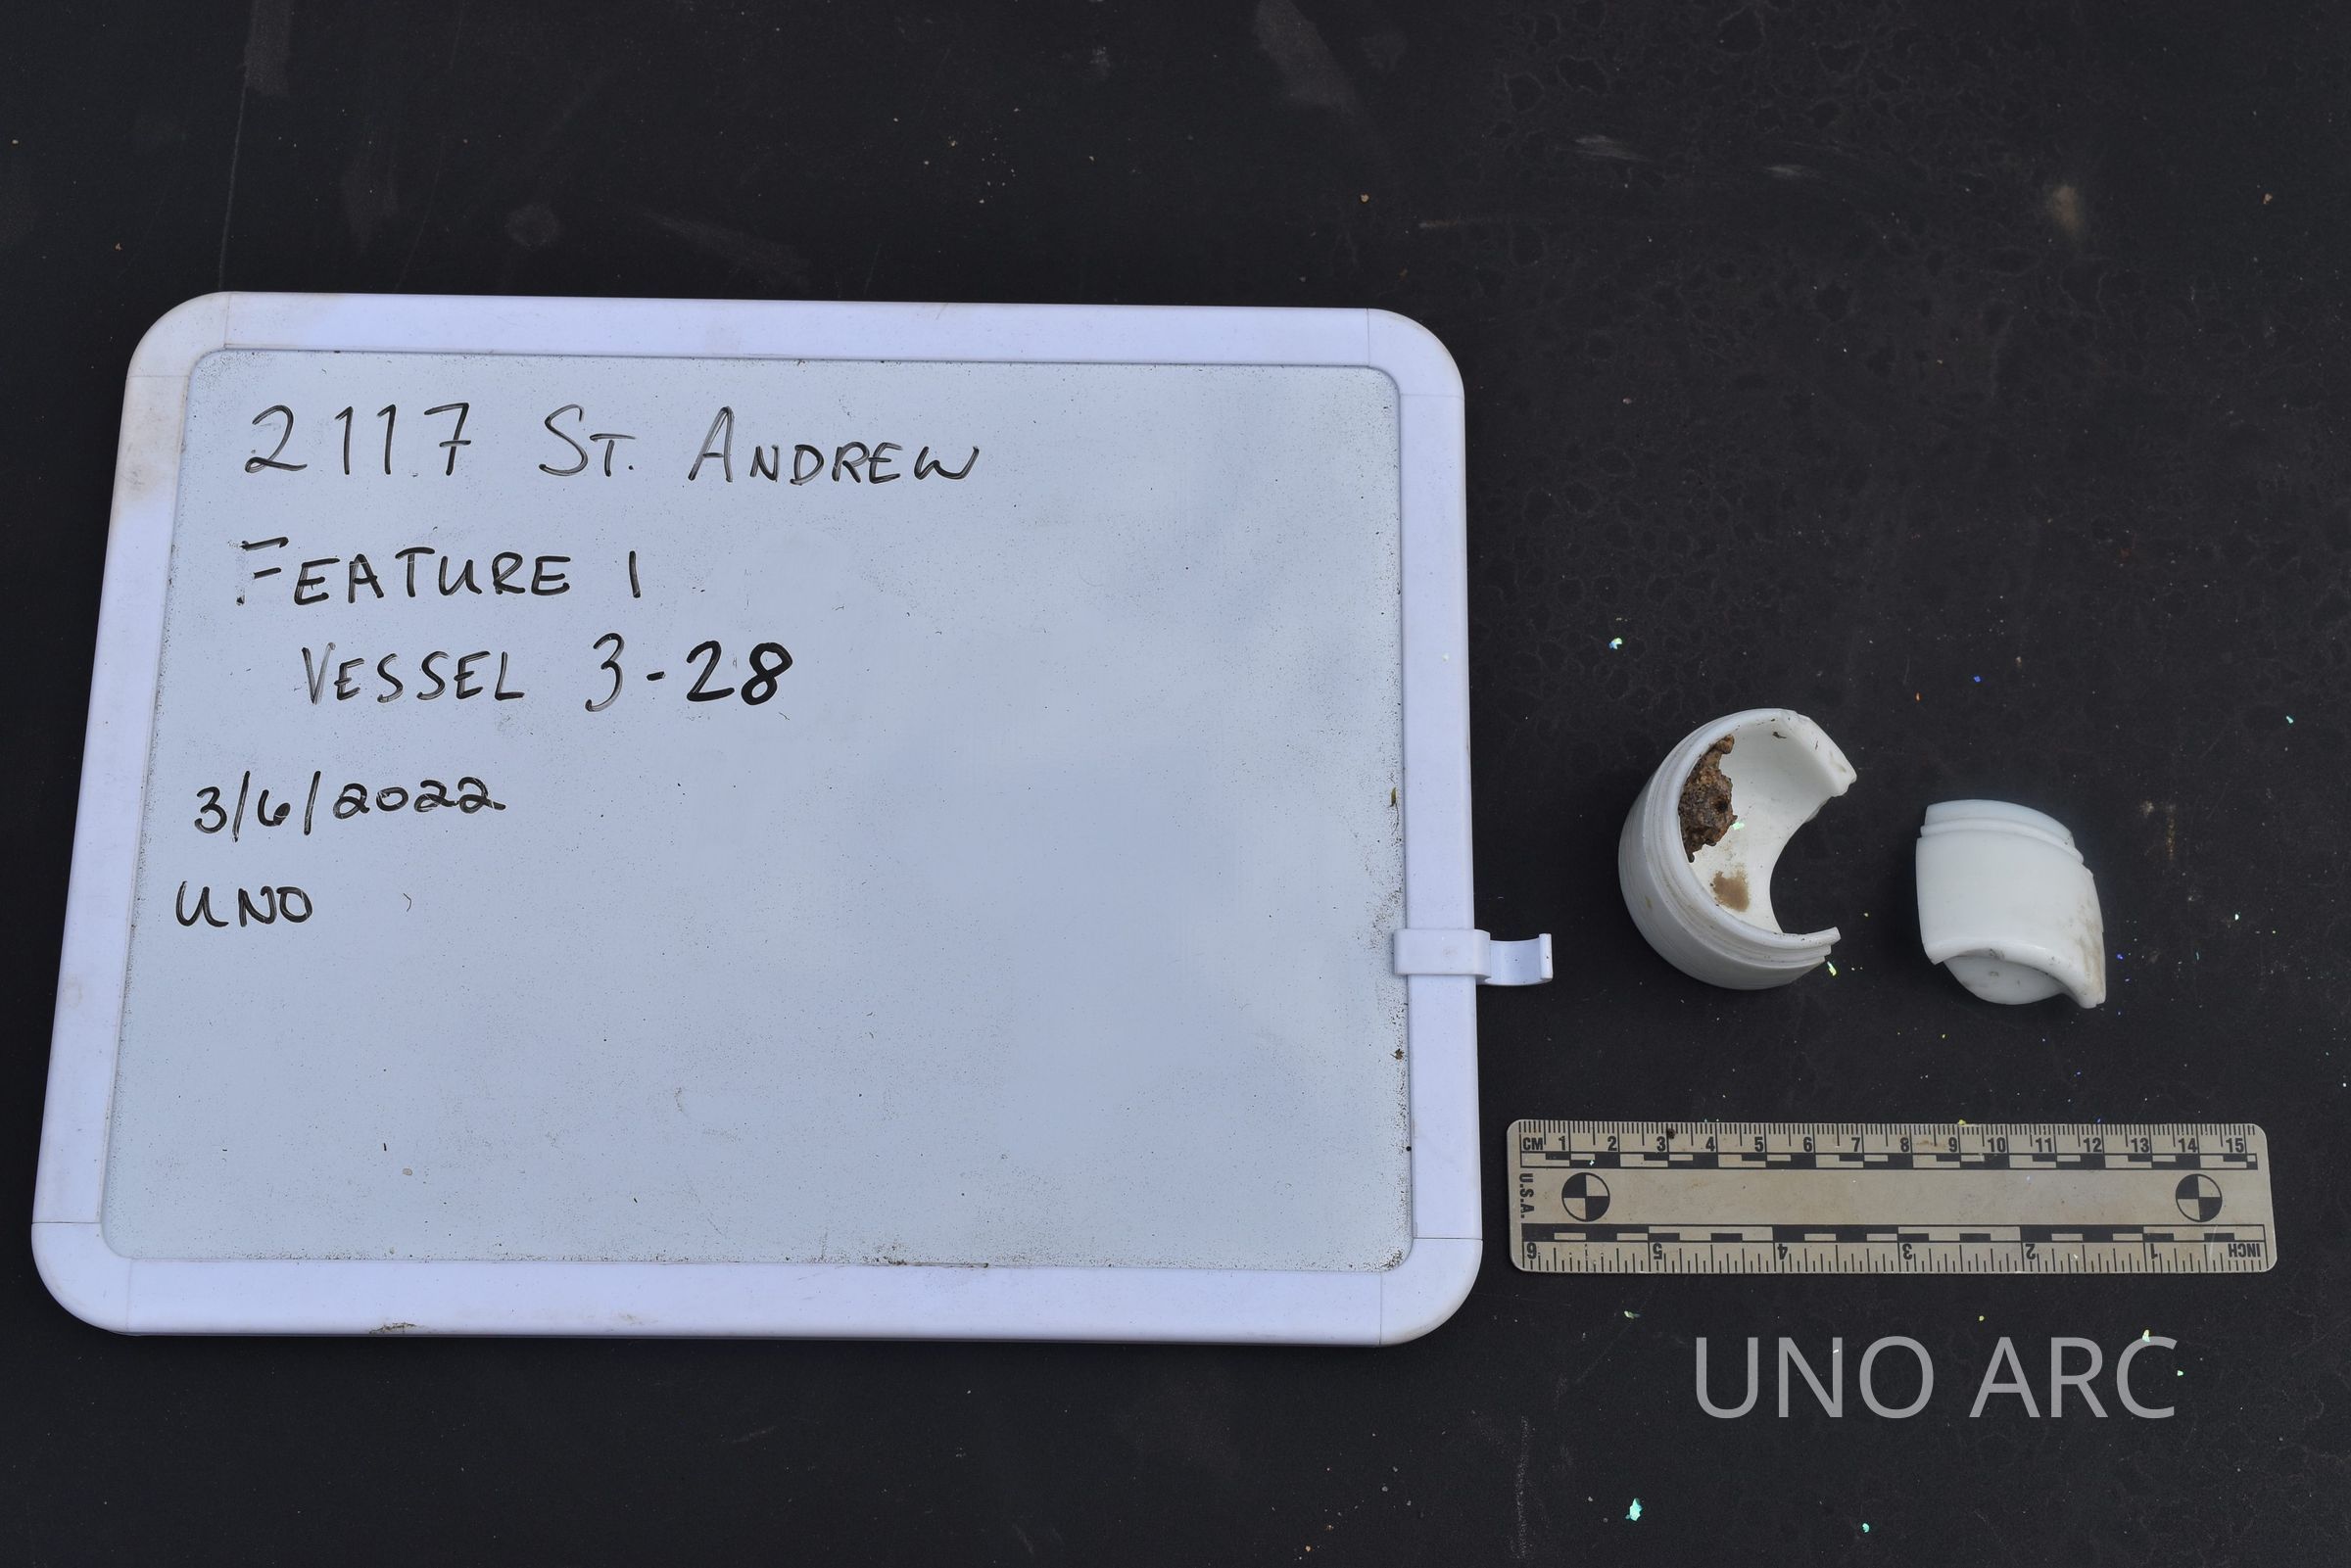 2117 St. Andrew
Feature 1
Vessel 3-28
3/6/2022
UNO
CM 1 2 3 4 5 6 7 8 9 10 11 12 13 14 15
U.S.A.
6 5 4 3 2 1 INCH
UNO ARC